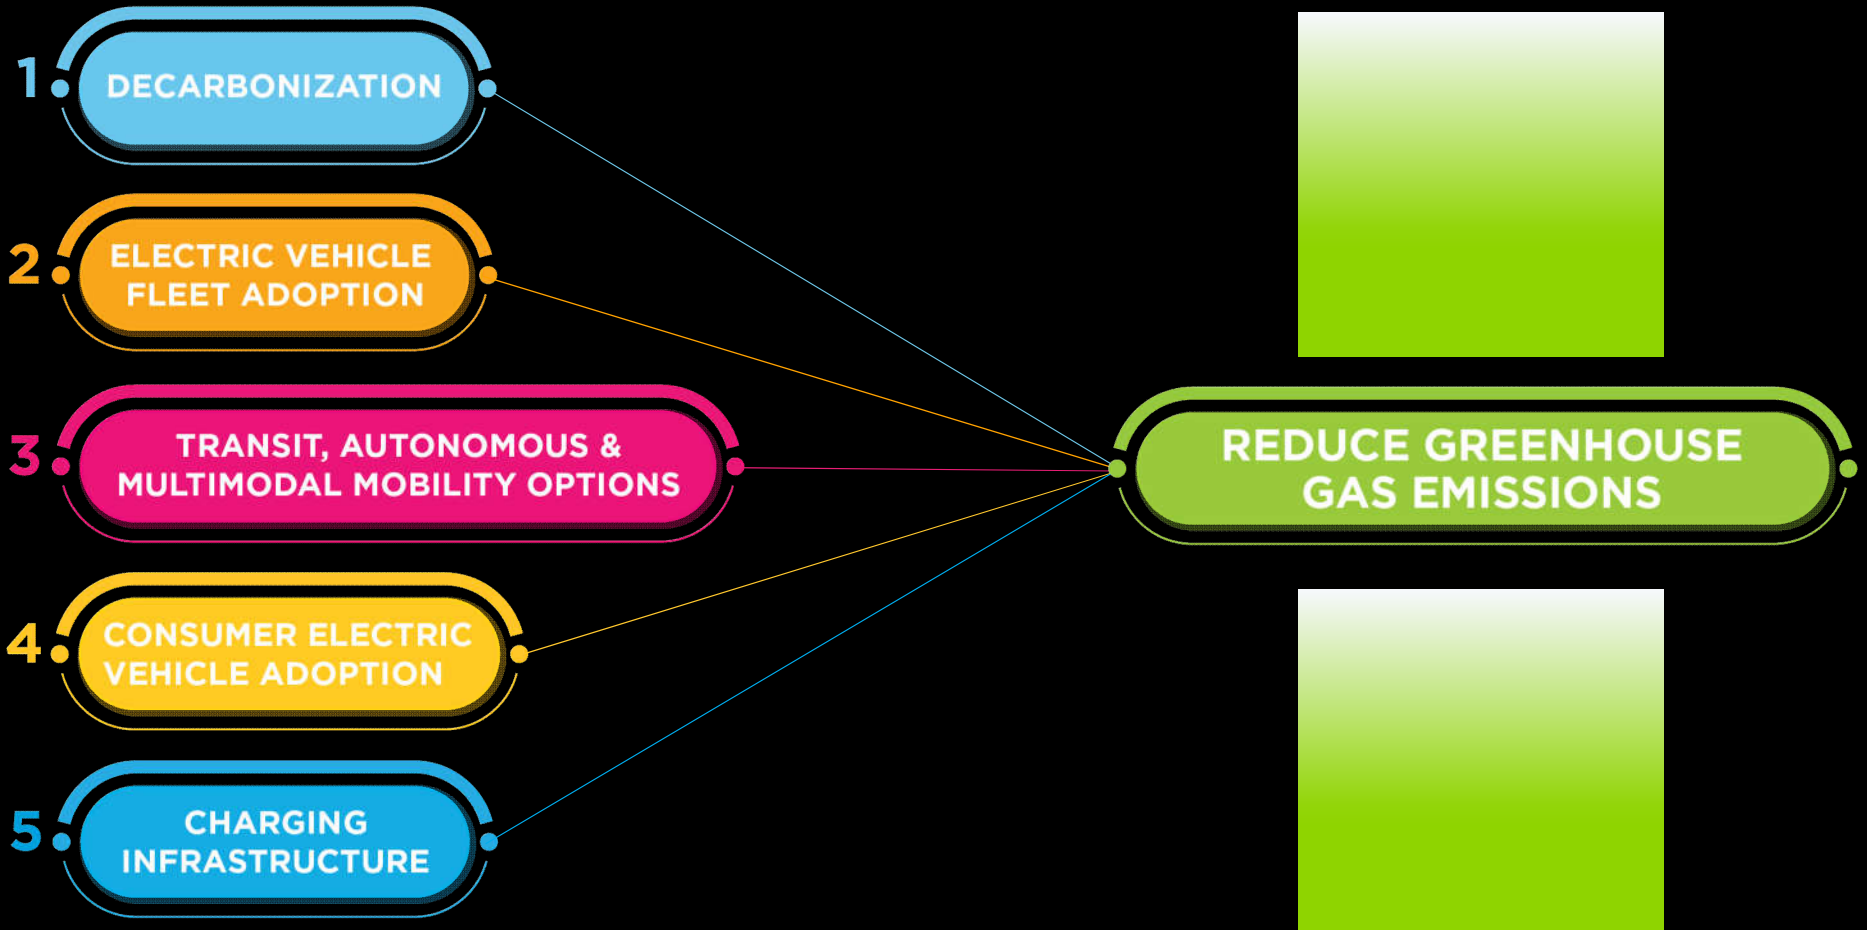 1
DECARBONIZATION
2
ELECTRIC VEHICLE
FLEET ADOPTION
3
TRANSIT, AUTONOMOUS &
MULTIMODAL MOBILITY OPTIONS
4
CONSUMER ELECTRIC
VEHICLE ADOPTION
5
CHARGING
INFRASTRUCTURE
REDUCE GREENHOUSE
GAS EMISSIONS